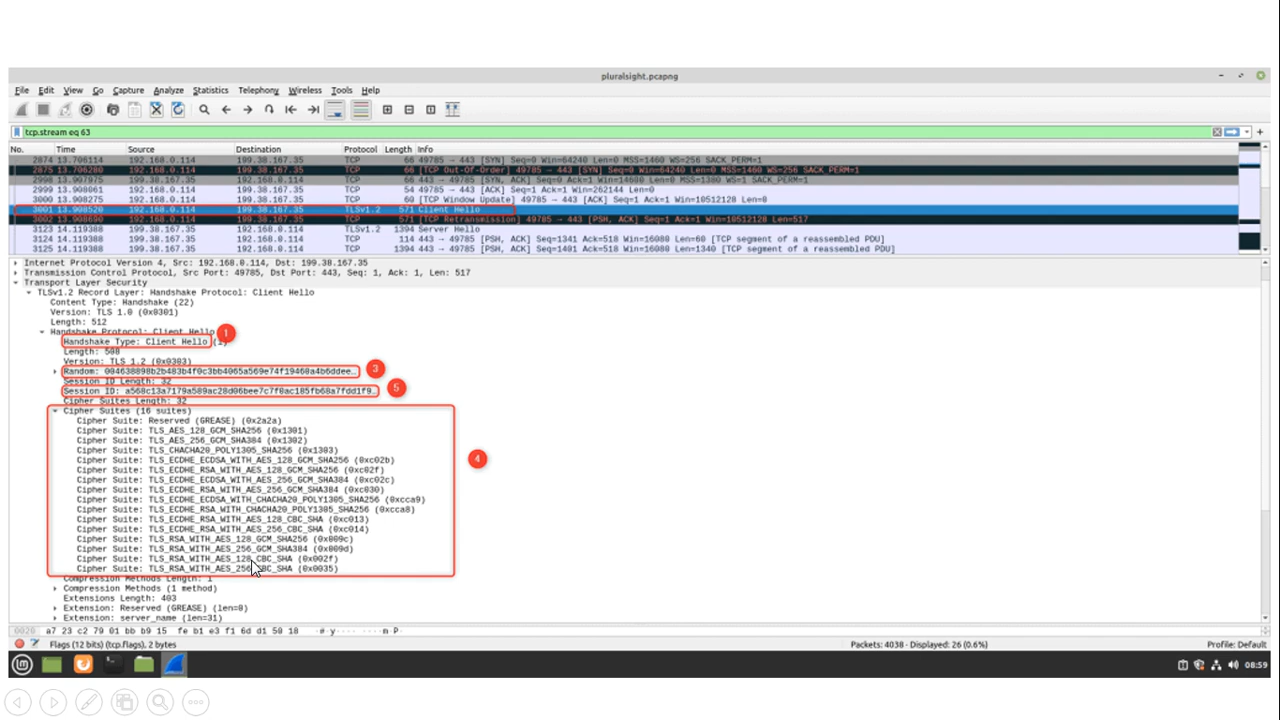 pluralsight.pcapng
File Edit View Go Capture Analyze Statistics Telephony Wireless Tools Help
tcp.stream eq 63
No. Time Source Destination Protocol Length Info
2874 13.706114 192.168.0.114 199.38.167.35 TCP 66 49785 → 443 [SYN] Seq=0 Win=64240 Len=0 MSS=1460 WS=256 SACK_PERM=1
2875 13.706280 192.168.0.114 199.38.167.35 TCP 66 [TCP Out-Of-Order] 49785 → 443 [SYN] Seq=0 Win=64240 Len=0 MSS=1460 WS=256 SACK_PERM=1
2998 13.907975 199.38.167.35 192.168.0.114 TCP 66 443 → 49785 [SYN, ACK] Seq=0 Ack=1 Win=14600 Len=0 MSS=1380 WS=1 SACK_PERM=1
2999 13.908061 192.168.0.114 199.38.167.35 TCP 54 49785 → 443 [ACK] Seq=1 Ack=1 Win=262144 Len=0
3000 13.908275 192.168.0.114 199.38.167.35 TCP 60 [TCP Window Update] 49785 → 443 [ACK] Seq=1 Ack=1 Win=10512128 Len=0
3001 13.908520 192.168.0.114 199.38.167.35 TLSv1.2 571 Client Hello
3002 13.908690 192.168.0.114 199.38.167.35 TCP 571 [TCP Retransmission] 49785 → 443 [PSH, ACK] Seq=1 Ack=1 Win=10512128 Len=517
3123 14.119388 199.38.167.35 192.168.0.114 TLSv1.2 1394 Server Hello
3124 14.119388 199.38.167.35 192.168.0.114 TCP 114 443 → 49785 [PSH, ACK] Seq=1341 Ack=518 Win=16080 Len=60 [TCP segment of a reassembled PDU]
3125 14.119388 199.38.167.35 192.168.0.114 TCP 1394 443 → 49785 [PSH, ACK] Seq=1401 Ack=518 Win=16080 Len=1340 [TCP segment of a reassembled PDU]
Internet Protocol Version 4, Src: 192.168.0.114, Dst: 199.38.167.35
Transmission Control Protocol, Src Port: 49785, Dst Port: 443, Seq: 1, Ack: 1, Len: 517
Transport Layer Security
TLSv1.2 Record Layer: Handshake Protocol: Client Hello
Content Type: Handshake (22)
Version: TLS 1.0 (0x0301)
Length: 512
Handshake Protocol: Client Hello
Handshake Type: Client Hello (1)
1
Length: 508
Version: TLS 1.2 (0x0303)
Random: 004638898b2b483b4f0c3bb4065a569e74f19460a4b6ddee…
3
Session ID Length: 32
Session ID: a568c13a7179a589ac28d06bee7c7f0ac185fb68a7fdd1f9…
5
Cipher Suites Length: 32
Cipher Suites (16 suites)
Cipher Suite: Reserved (GREASE) (0x2a2a)
Cipher Suite: TLS_AES_128_GCM_SHA256 (0x1301)
Cipher Suite: TLS_AES_256_GCM_SHA384 (0x1302)
Cipher Suite: TLS_CHACHA20_POLY1305_SHA256 (0x1303)
Cipher Suite: TLS_ECDHE_ECDSA_WITH_AES_128_GCM_SHA256 (0xc02b)
4
Cipher Suite: TLS_ECDHE_RSA_WITH_AES_128_GCM_SHA256 (0xc02f)
Cipher Suite: TLS_ECDHE_ECDSA_WITH_AES_256_GCM_SHA384 (0xc02c)
Cipher Suite: TLS_ECDHE_RSA_WITH_AES_256_GCM_SHA384 (0xc030)
Cipher Suite: TLS_ECDHE_ECDSA_WITH_CHACHA20_POLY1305_SHA256 (0xcca9)
Cipher Suite: TLS_ECDHE_RSA_WITH_CHACHA20_POLY1305_SHA256 (0xcca8)
Cipher Suite: TLS_ECDHE_RSA_WITH_AES_128_CBC_SHA (0xc013)
Cipher Suite: TLS_ECDHE_RSA_WITH_AES_256_CBC_SHA (0xc014)
Cipher Suite: TLS_RSA_WITH_AES_128_GCM_SHA256 (0x009c)
Cipher Suite: TLS_RSA_WITH_AES_256_GCM_SHA384 (0x009d)
Cipher Suite: TLS_RSA_WITH_AES_128_CBC_SHA (0x002f)
Cipher Suite: TLS_RSA_WITH_AES_256_CBC_SHA (0x0035)
Compression Methods Length: 1
Compression Methods (1 method)
Extensions Length: 403
Extension: Reserved (GREASE) (len=0)
Extension: server_name (len=31)
0020 a7 23 c2 79 01 bb b9 15 fe b1 e3 f1 6d d1 50 18 ·#·y···· ····m·P·
Flags (12 bits) (tcp.flags), 2 bytes Packets: 4038 · Displayed: 26 (0.6%) Profile: Default
08:59